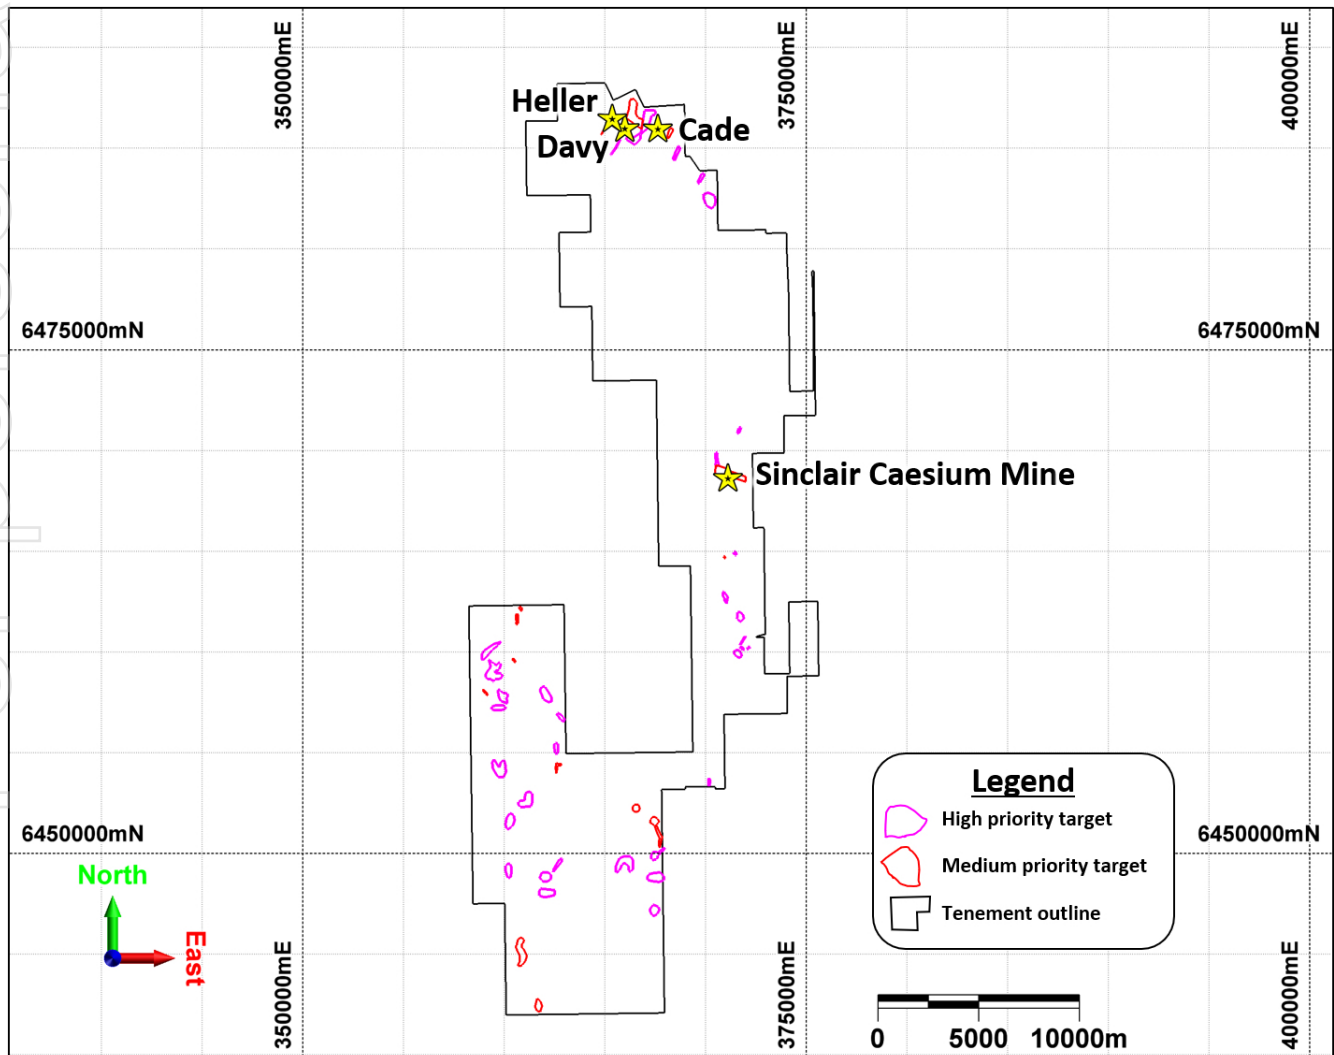 350000mE
375000mE
400000mE
Heller
Cade
Davy
6475000mN
6475000mN
Sinclair Caesium Mine
6450000mN
6450000mN
North
East
Legend
High priority target
Medium priority target
Tenement outline
0 5000 10000m
350000mE
375000mE
400000mE